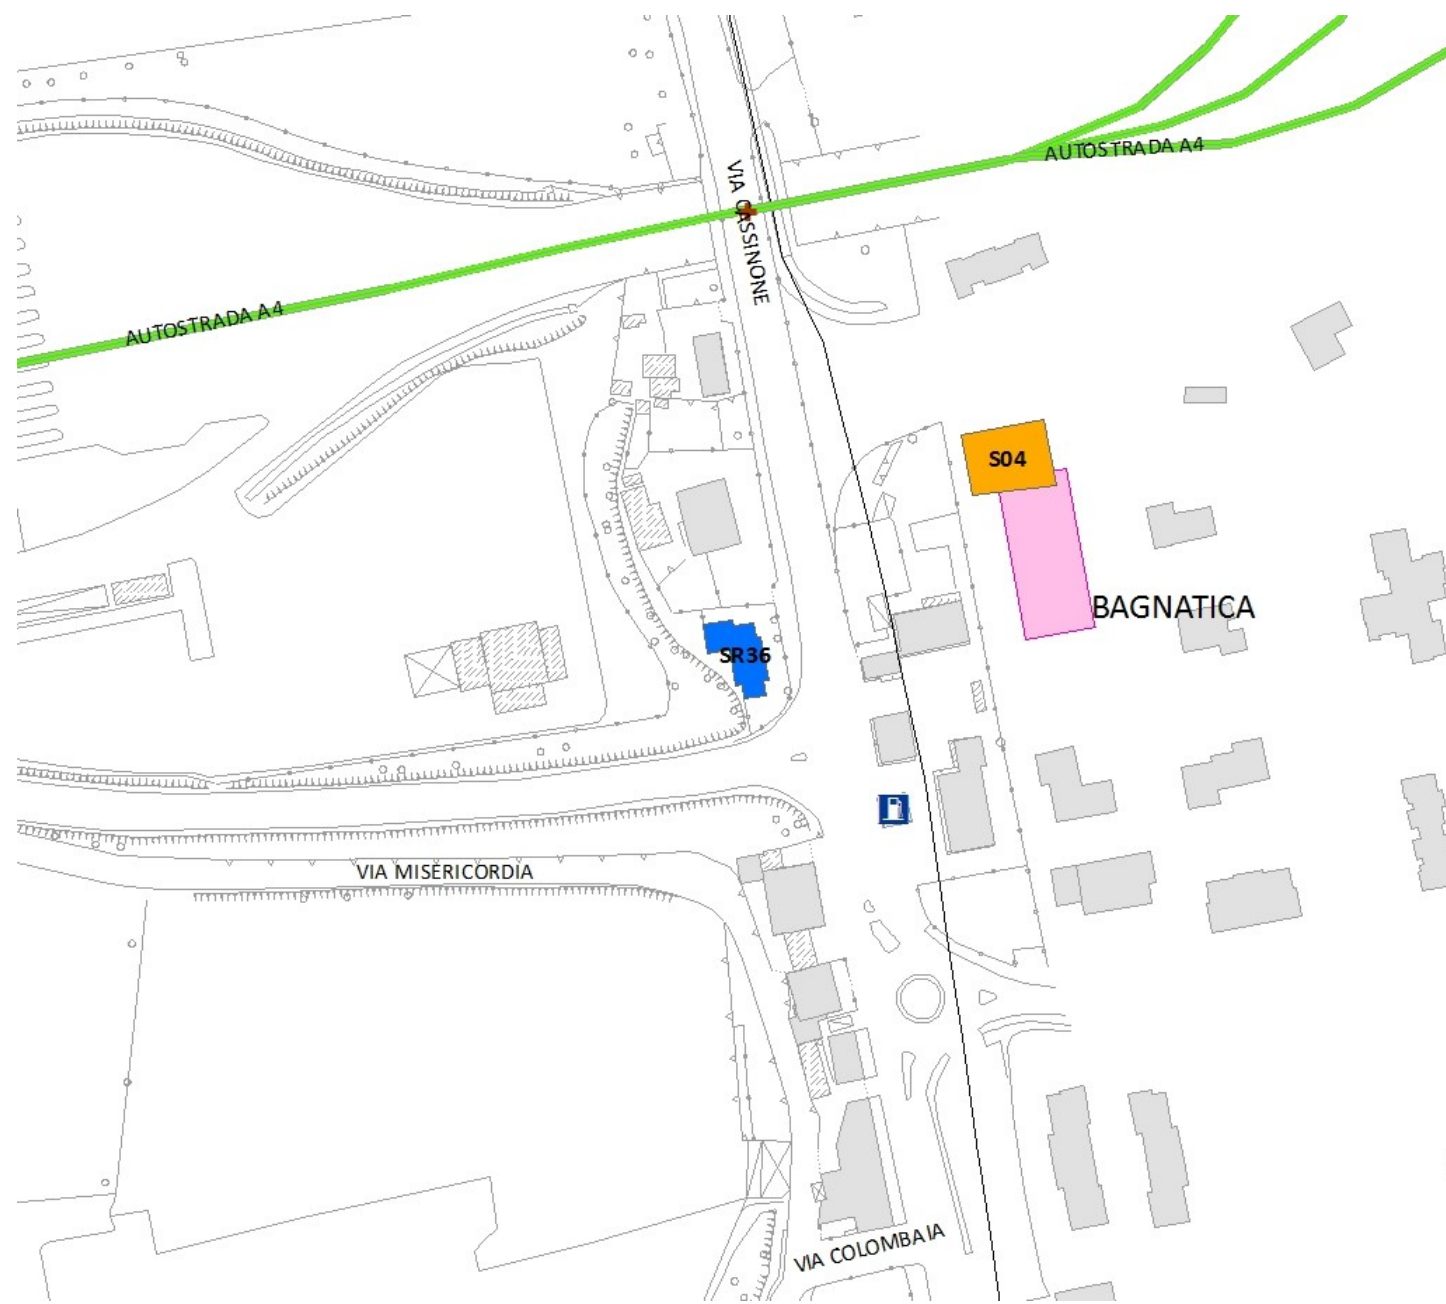 AUTOSTRADA A4
VIA CASSINONE
AUTOSTRADA A4
S04
BAGNATICA
SR36
VIA MISERICORDIA
VIA COLOMBAIA